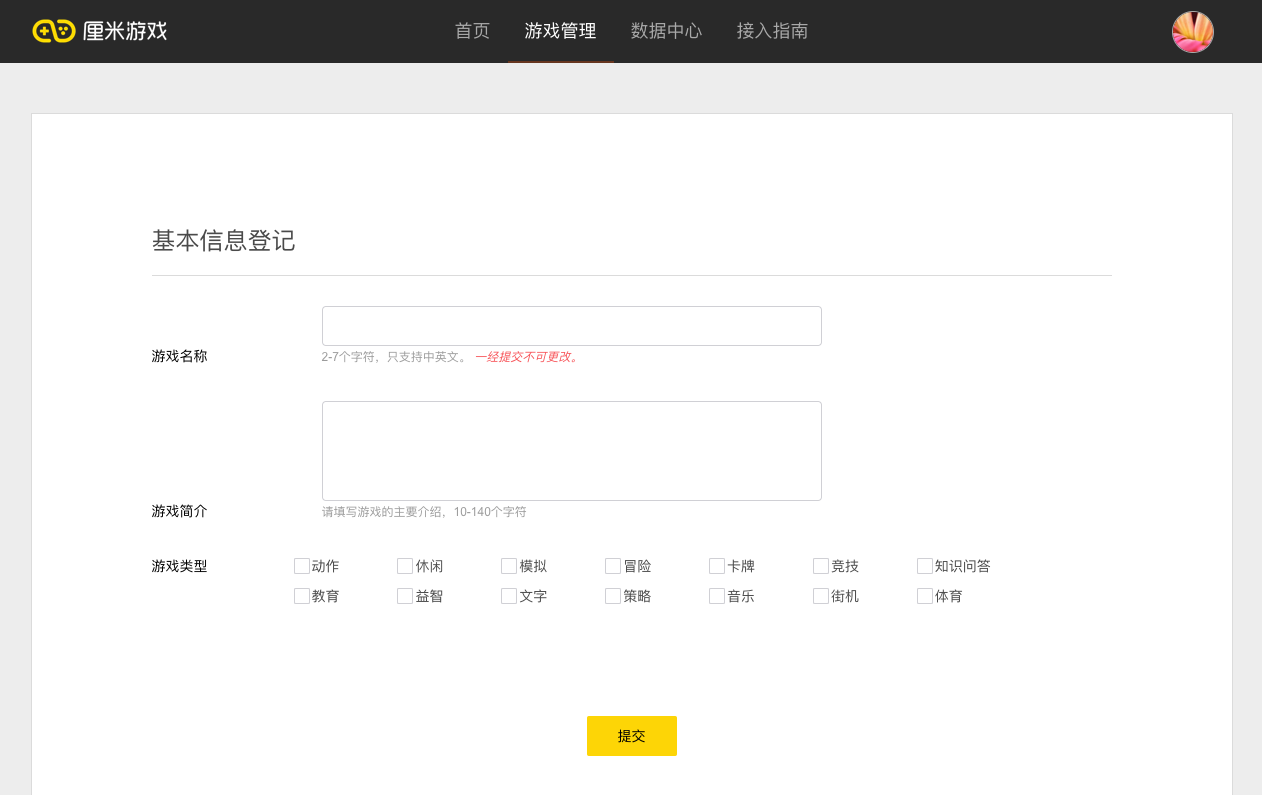 厘米游戏 首页 游戏管理 数据中心 接入指南
基本信息登记
游戏名称
2-7个字符，只支持中英文。 一经提交不可更改。
游戏简介
请填写游戏的主要介绍，10-140个字符
游戏类型 动作 休闲 模拟 冒险 卡牌 竞技 知识问答
教育 益智 文字 策略 音乐 街机 体育
提交